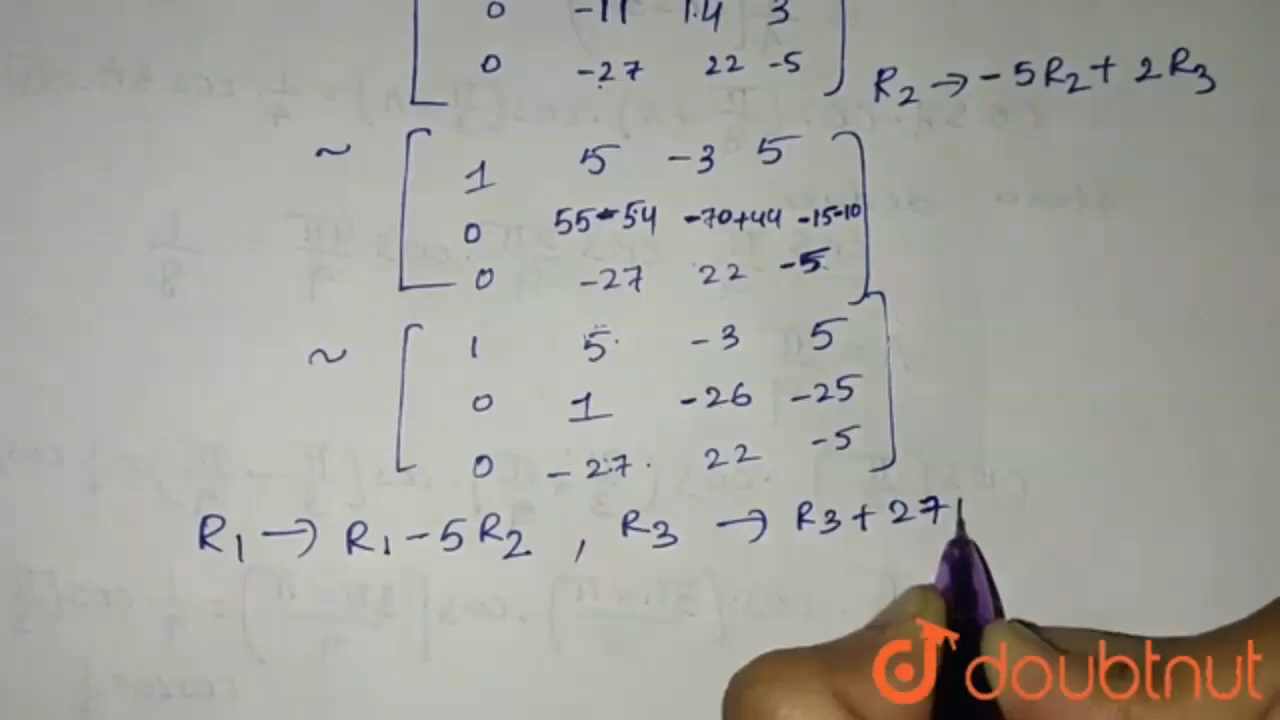 0 -11 14 3
0 -27 22 -5
R2 → -5R2 + 2R3
~ 1 5 -3 5
0 55-54 -70+44 -15-10
0 -27 22 -5
~ 1 5 -3 5
0 1 -26 -25
0 -27 22 -5
R1 → R1 - 5R2 , R3 → R3 + 27
doubtnut